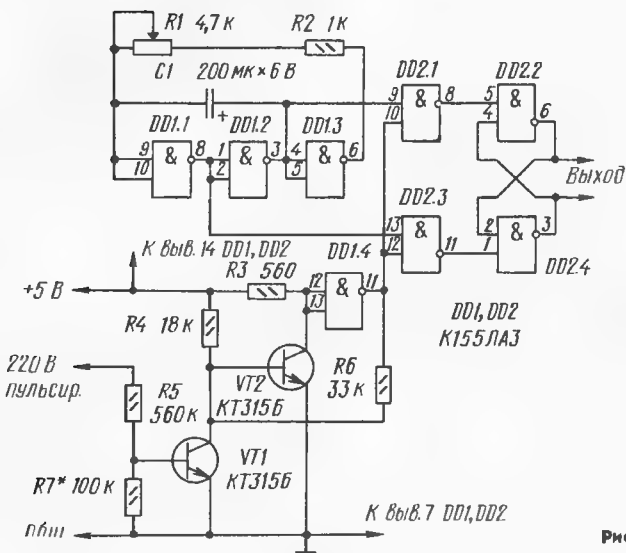 R1 4,7 к
R2 1 к
C1
200 мк × 6 В
+
DD1.1
DD1.2
DD1.3
DD2.1
DD2.2
9
10
&
8
1
2
&
3
4
5
&
6
9
10
&
8
5
4
&
6
Выход
DD2.3
13
12
&
11
2
1
&
3
DD2.4
К выв. 14 DD1, DD2
R3 560
DD1.4
12
13
&
11
+5 В
R4 18 к
DD1, DD2
К155ЛА3
220 В
пульсир.
R5
560 к
VT2
КТ315Б
R6
33 к
VT1
КТ315Б
R7* 100 к
Общ
К выв. 7 DD1, DD2